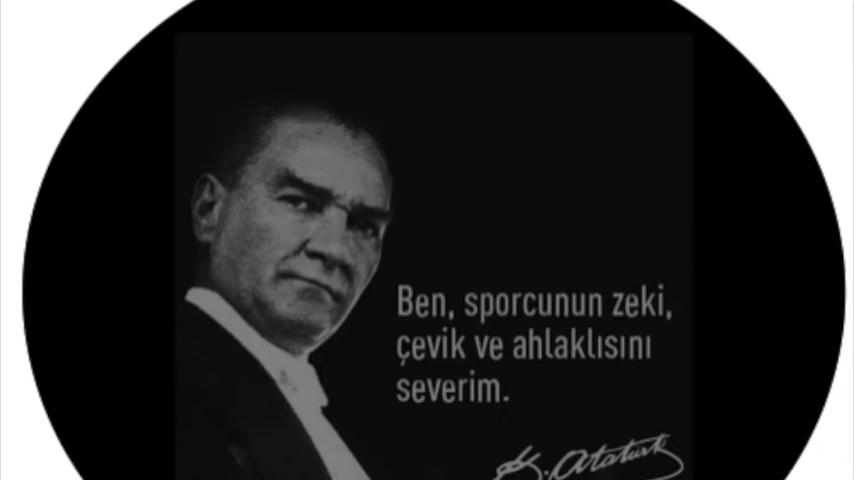 Ben, sporcunun zeki,
çevik ve ahlaklısını
severim.
K. Atatürk